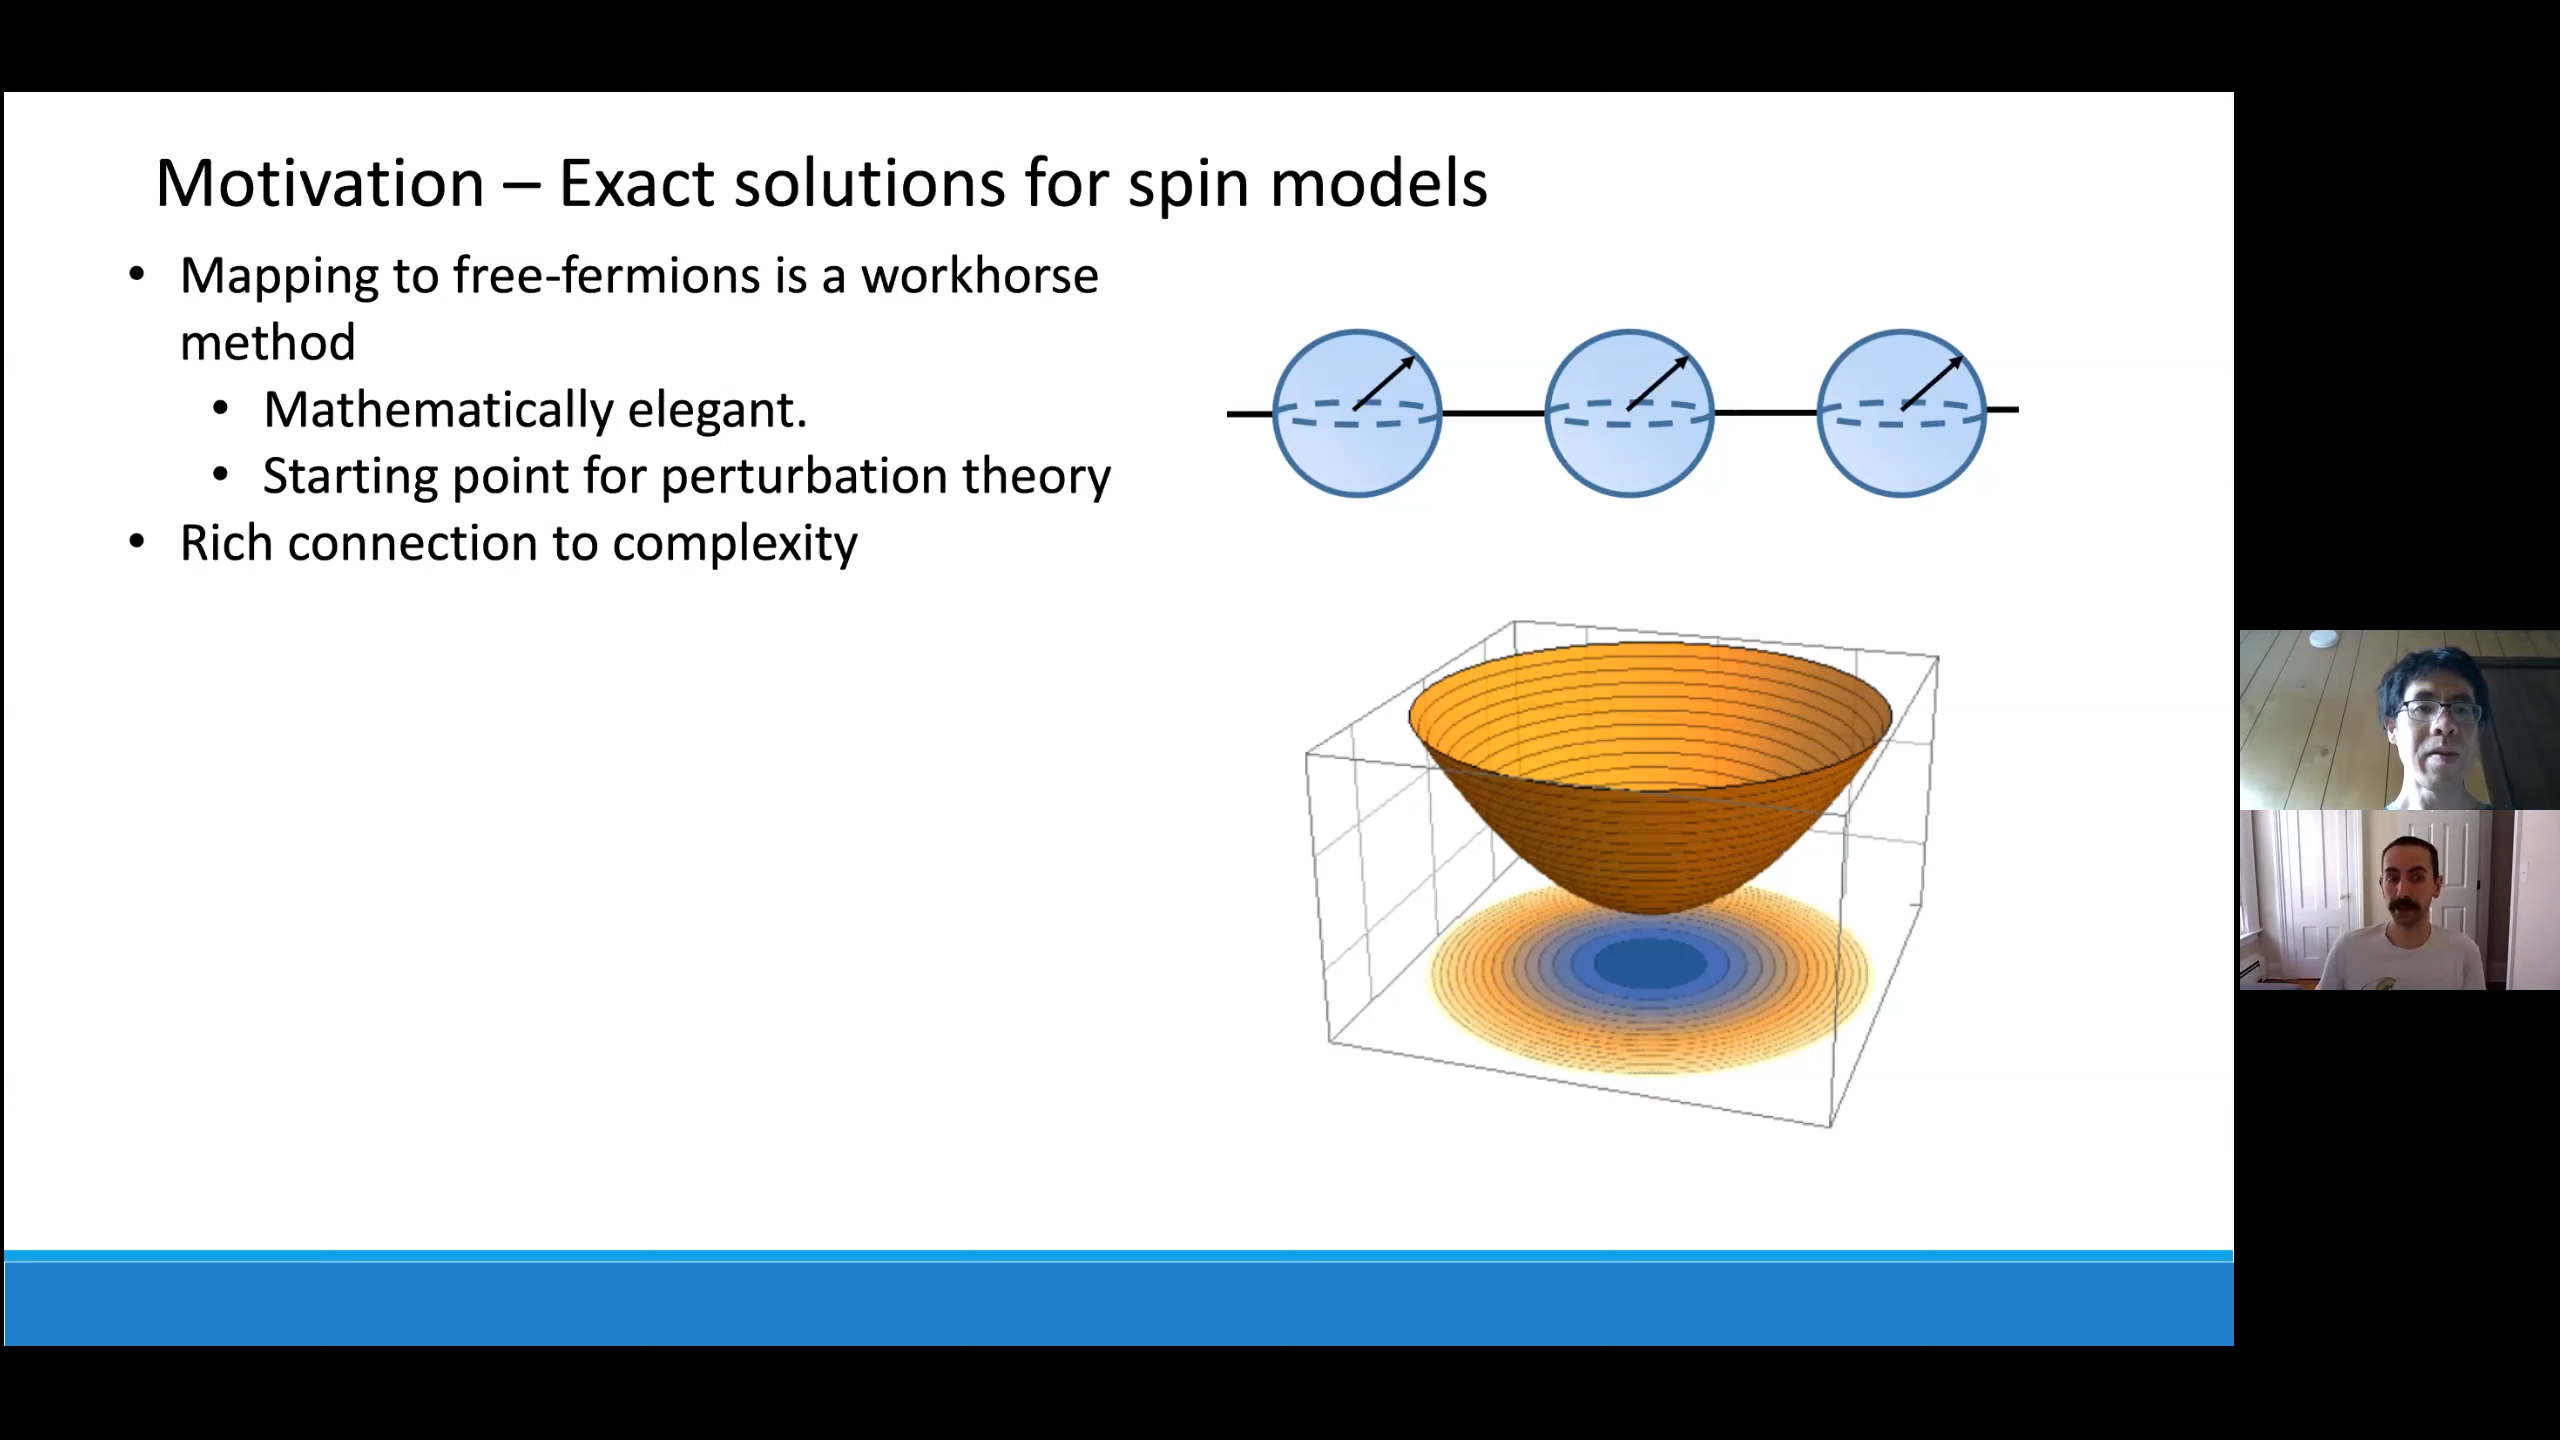 Motivation – Exact solutions for spin models
• Mapping to free-fermions is a workhorse
method
• Mathematically elegant.
• Starting point for perturbation theory
• Rich connection to complexity